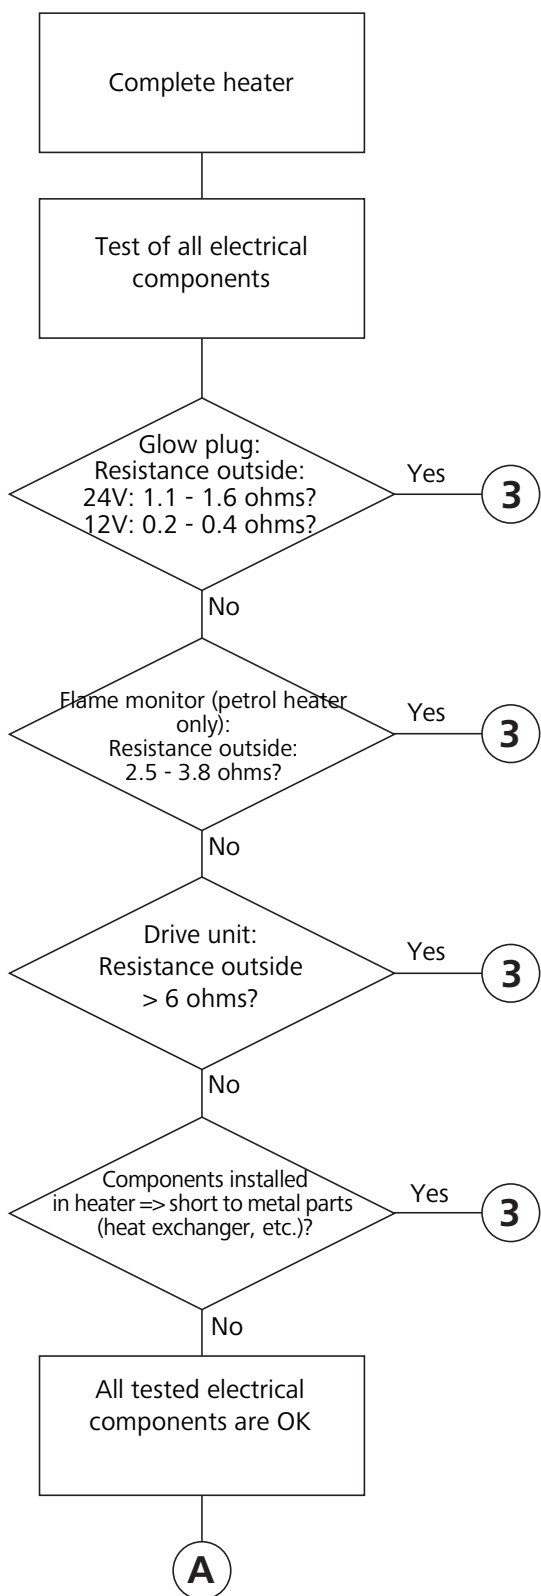 Complete heater
Test of all electrical
components
Glow plug:
Resistance outside:
24V: 1.1 - 1.6 ohms?
12V: 0.2 - 0.4 ohms?
Yes
3
No
Flame monitor (petrol heater
only):
Resistance outside:
2.5 - 3.8 ohms?
Yes
3
No
Drive unit:
Resistance outside
> 6 ohms?
Yes
3
No
Components installed
in heater => short to metal parts
(heat exchanger, etc.)?
Yes
3
No
All tested electrical
components are OK
A